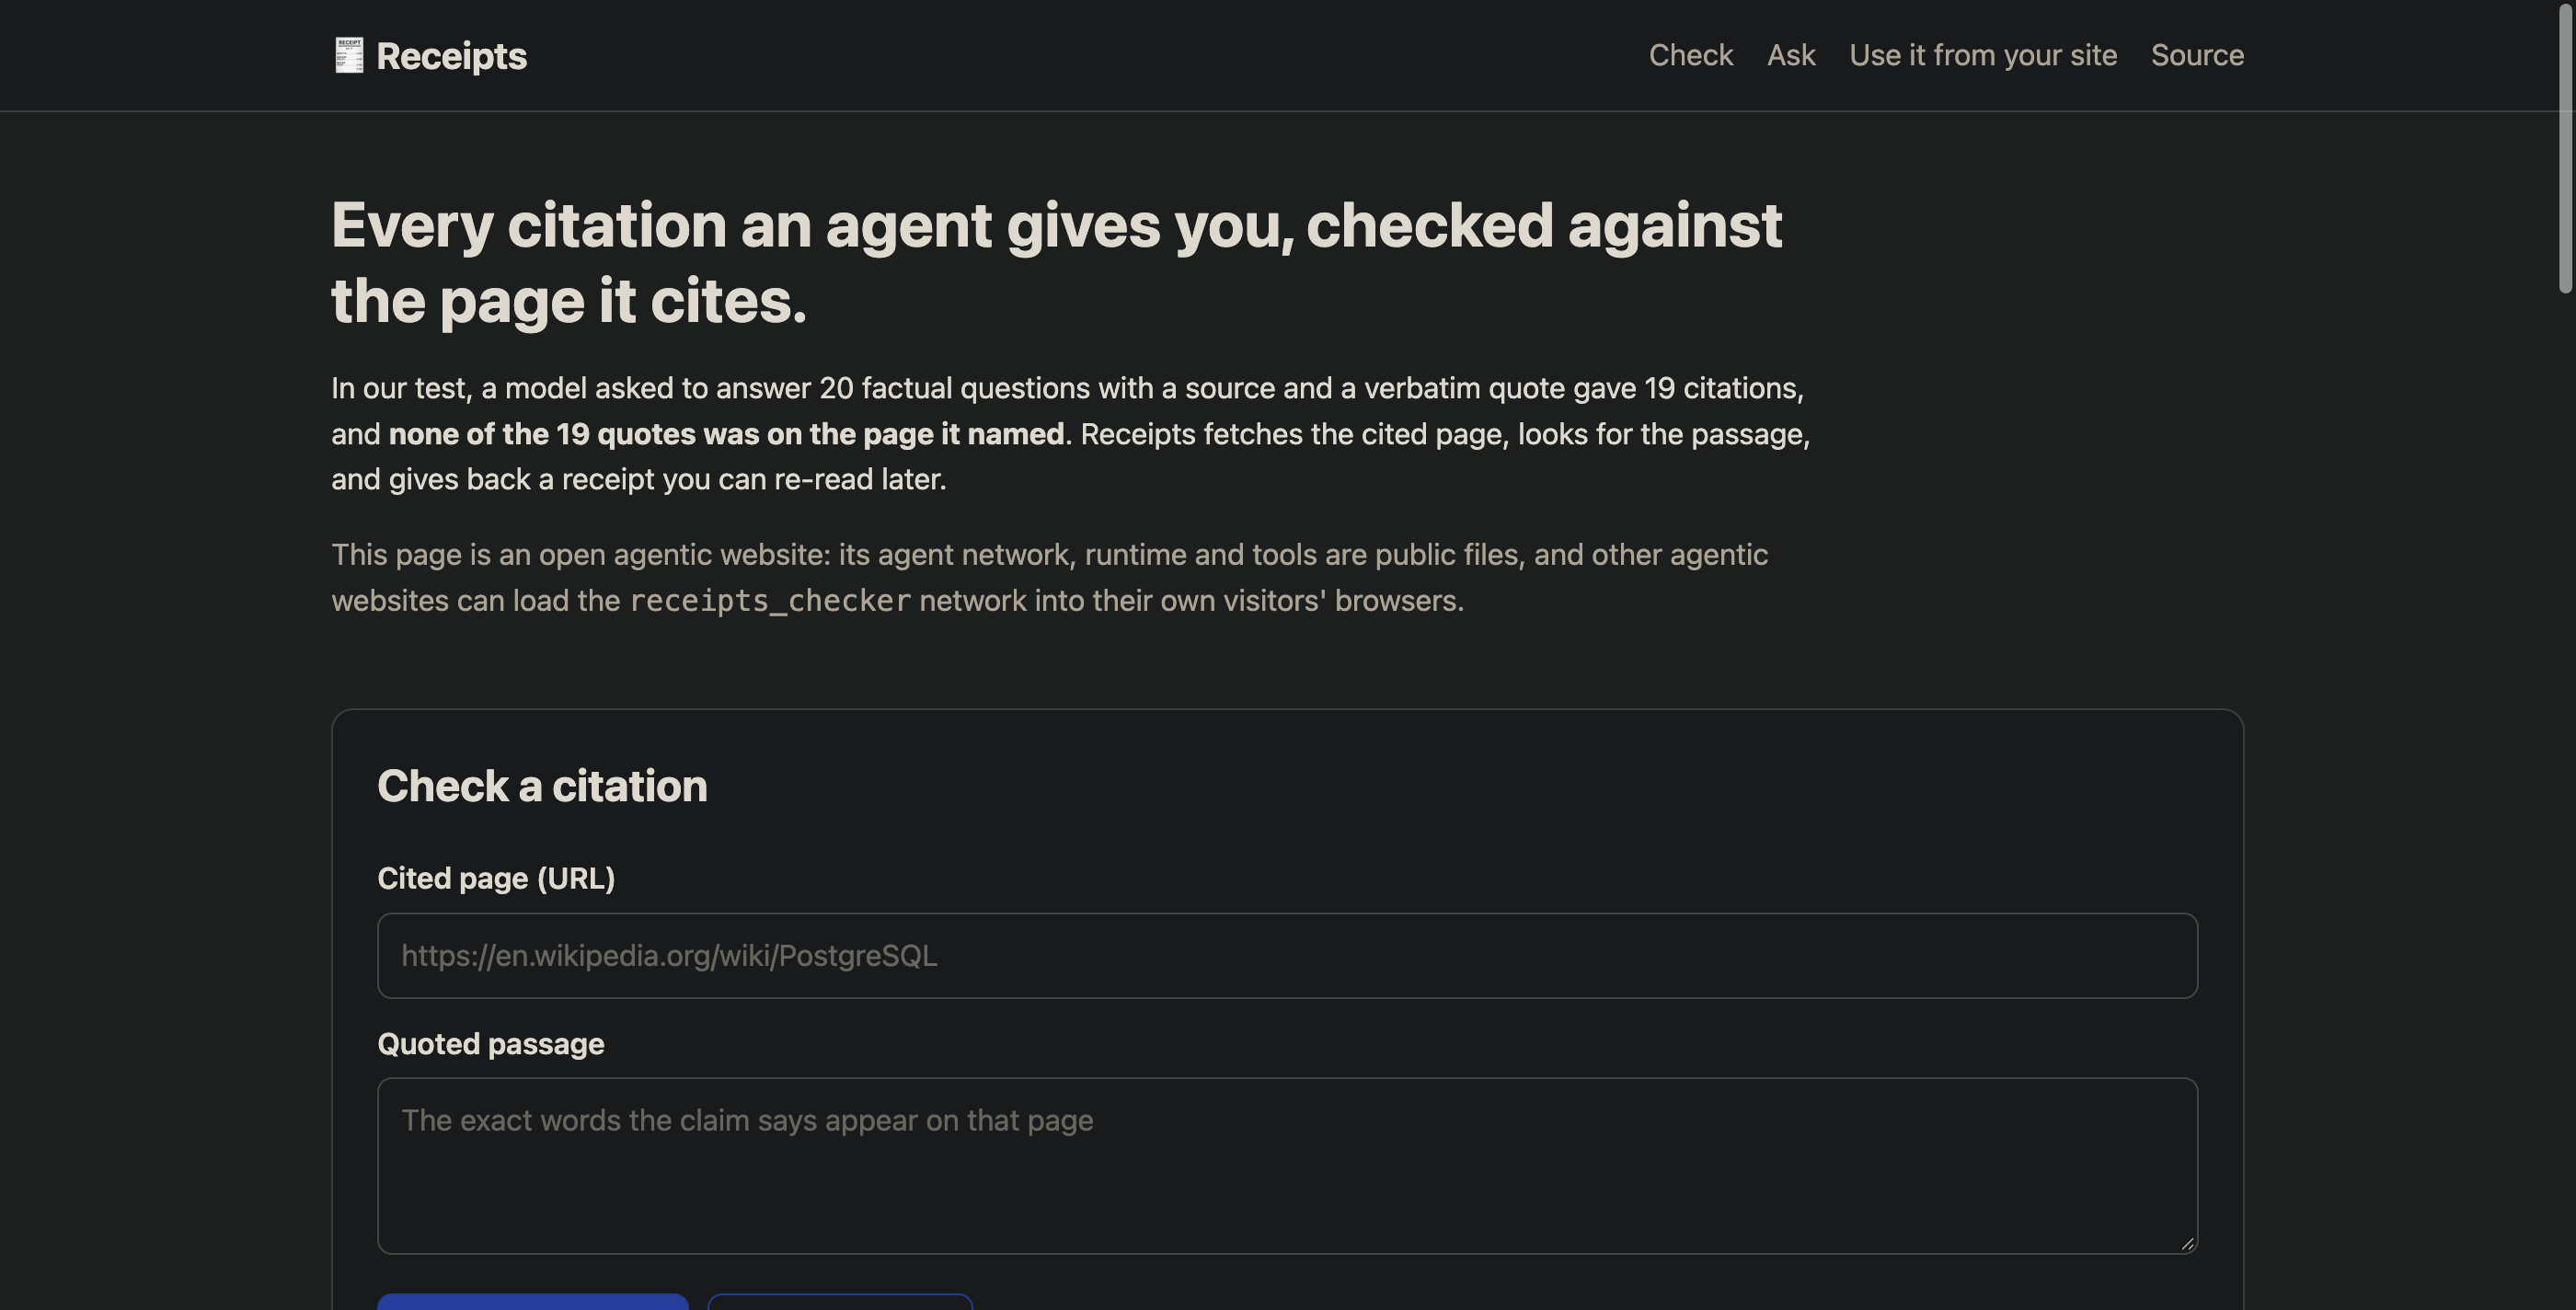 Receipts
Check Ask Use it from your site Source
Every citation an agent gives you, checked against
the page it cites.
In our test, a model asked to answer 20 factual questions with a source and a verbatim quote gave 19 citations,
and none of the 19 quotes was on the page it named. Receipts fetches the cited page, looks for the passage,
and gives back a receipt you can re-read later.
This page is an open agentic website: its agent network, runtime and tools are public files, and other agentic
websites can load the receipts_checker network into their own visitors' browsers.
Check a citation
Cited page (URL)
https://en.wikipedia.org/wiki/PostgreSQL
Quoted passage
The exact words the claim says appear on that page